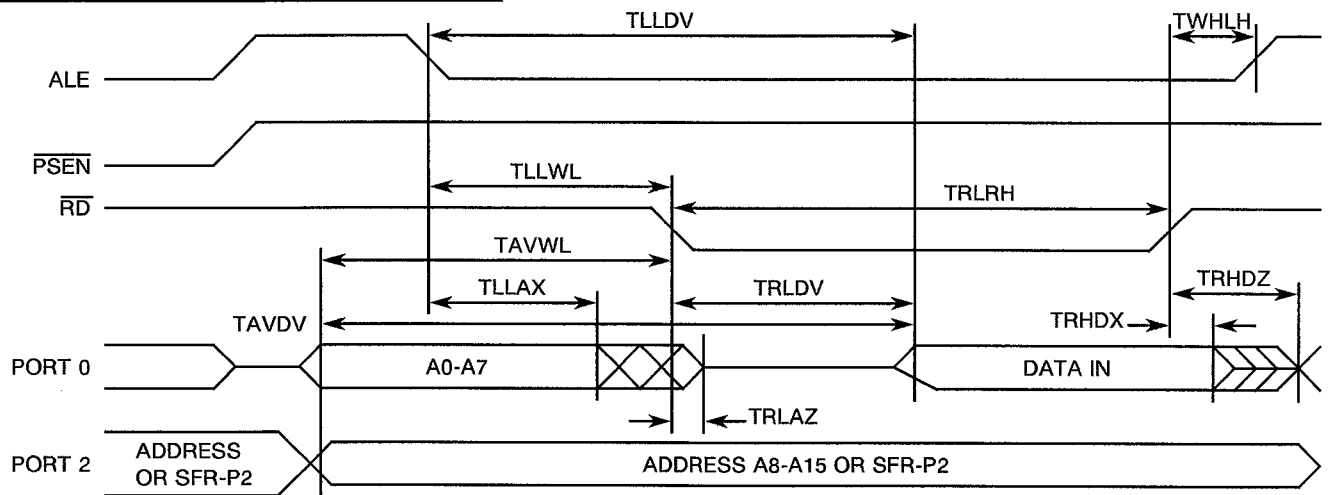 TLLDV
TWHLH
ALE
PSEN
TLLWL
RD
TRLRH
TAVWL
TLLAX
TRLDV
TRHDZ
TAVDV
TRHDX
PORT 0
A0-A7
DATA IN
TRLAZ
PORT 2
ADDRESS
OR SFR-P2
ADDRESS A8-A15 OR SFR-P2